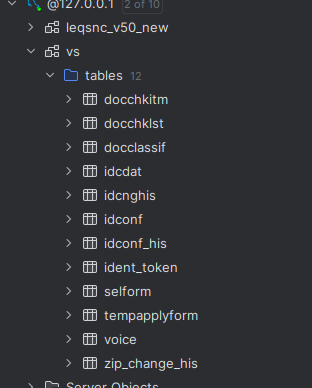 @127.0.0.1 2 of 10
leqsnc_v50_new
vs
tables 12
docchkitm
docchklst
docclassif
idcdat
idcnghis
idconf
idconf_his
ident_token
selform
tempapplyform
voice
zip_change_his
Server Objects